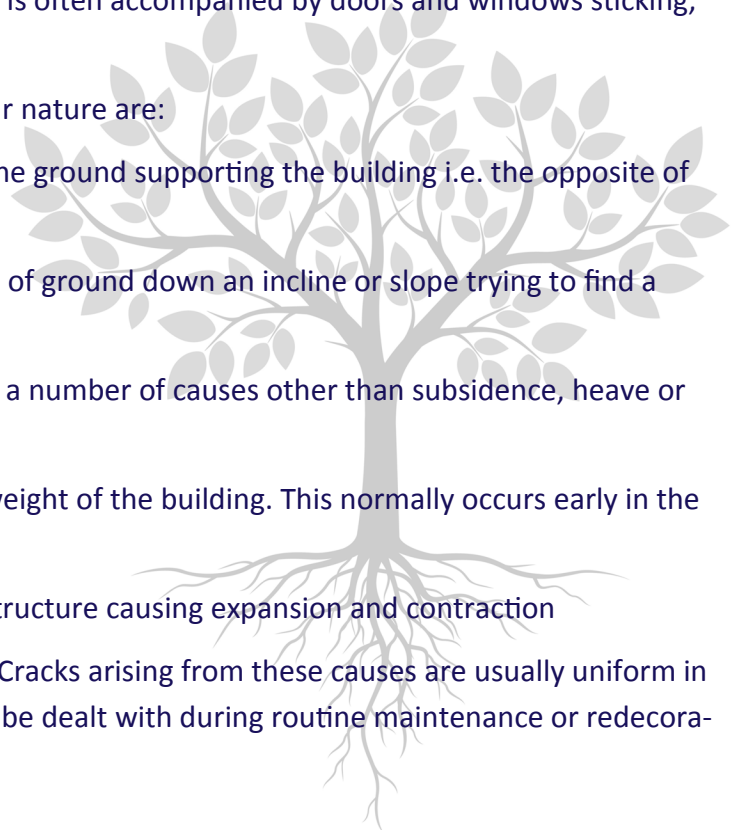 is often accompanied by doors and windows sticking,
r nature are:
he ground supporting the building i.e. the opposite of
of ground down an incline or slope trying to find a
a number of causes other than subsidence, heave or
weight of the building. This normally occurs early in the
tructure causing expansion and contraction
Cracks arising from these causes are usually uniform in
be dealt with during routine maintenance or redecora-